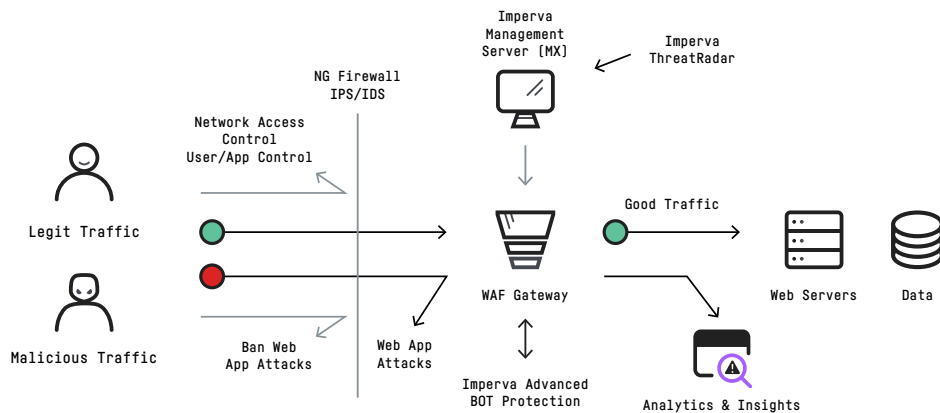 Imperva
Management
Server [MX]
Imperva
ThreatRadar
NG Firewall
IPS/IDS
Network Access
Control
User/App Control
Legit Traffic
Good Traffic
WAF Gateway
Web Servers
Data
Malicious Traffic
Ban Web
App Attacks
Web App
Attacks
Imperva Advanced
BOT Protection
Analytics & Insights